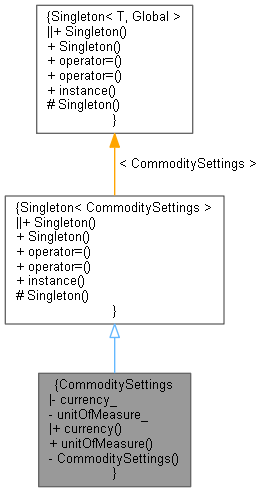 {Singleton< T, Global >
||+ Singleton()
+ Singleton()
+ operator=()
+ operator=()
+ instance()
# Singleton()
}
< CommoditySettings >
{Singleton< CommoditySettings >
||+ Singleton()
+ Singleton()
+ operator=()
+ operator=()
+ instance()
# Singleton()
}
{CommoditySettings
|- currency_
- unitOfMeasure_
|+ currency()
+ unitOfMeasure()
- CommoditySettings()
}